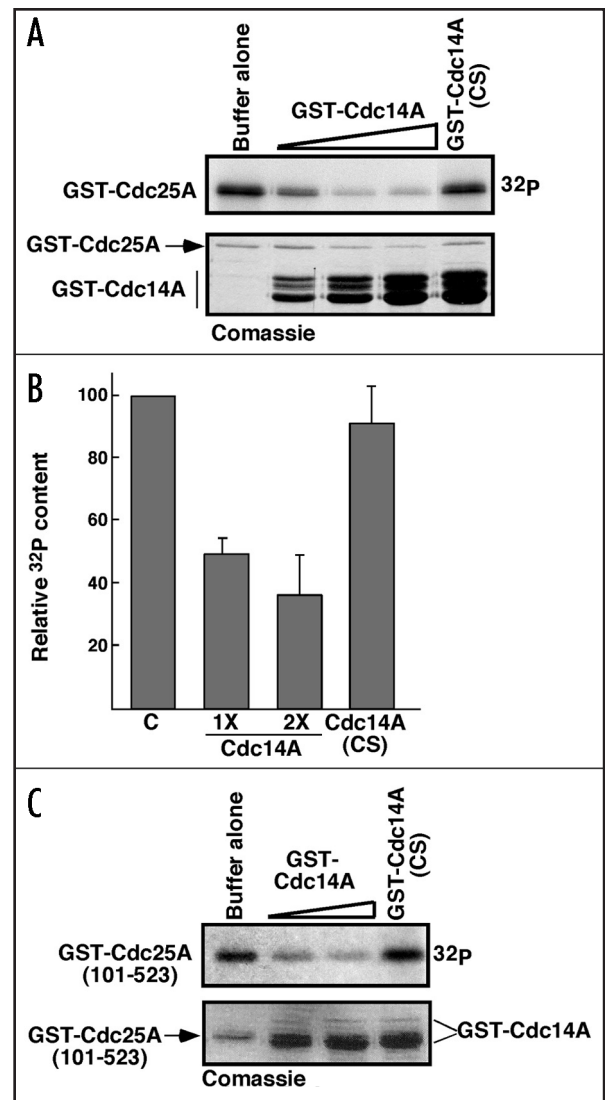 A
Buffer alone
GST-Cdc14A
GST-Cdc14A
(CS)
GST-Cdc25A
32P
GST-Cdc25A
GST-Cdc14A
Comassie
B
Relative 32P content
100
80
60
40
20
C
1X
2X
Cdc14A
(CS)
Cdc14A
C
Buffer alone
GST-
Cdc14A
GST-Cdc14A
(CS)
GST-Cdc25A
(101-523)
32P
GST-Cdc25A
(101-523)
GST-Cdc14A
Comassie